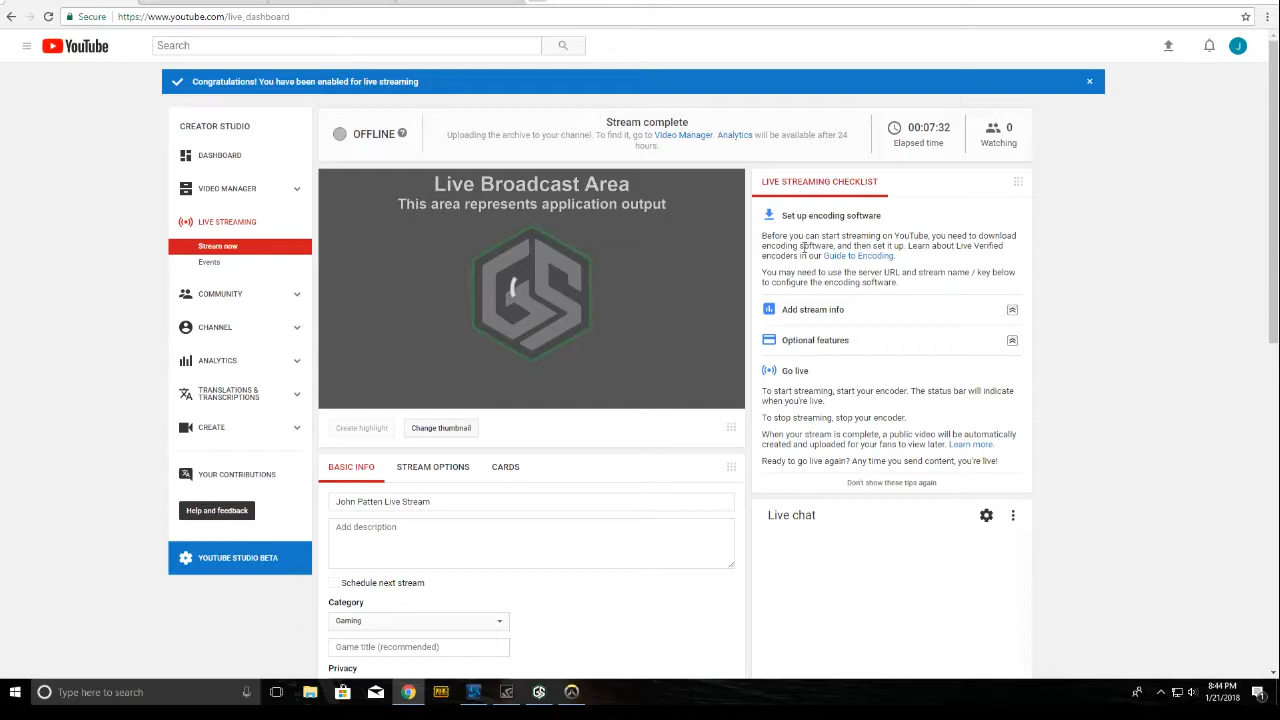 Secure
https://www.youtube.com/live_dashboard
YouTube
Search
J
Congratulations! You have been enabled for live streaming
CREATOR STUDIO
DASHBOARD
VIDEO MANAGER
LIVE STREAMING
Stream now
Events
COMMUNITY
CHANNEL
ANALYTICS
TRANSLATIONS &
TRANSCRIPTIONS
CREATE
YOUR CONTRIBUTIONS
Help and feedback
YOUTUBE STUDIO BETA
OFFLINE ?
Stream complete
Uploading the archive to your channel. To find it, go to Video Manager. Analytics will be available after 24
hours.
00:07:32
Elapsed time
0
Watching
Live Broadcast Area
This area represents application output
GS
Create highlight
Change thumbnail
BASIC INFO
STREAM OPTIONS
CARDS
John Patten Live Stream
Add description
Schedule next stream
Category
Gaming
Game title (recommended)
Privacy
LIVE STREAMING CHECKLIST
Set up encoding software
Before you can start streaming on YouTube, you need to download
encoding software, and then set it up. Learn about Live Verified
encoders in our Guide to Encoding.
You may need to use the server URL and stream name / key below
to configure the encoding software.
Add stream info
Optional features
Go live
To start streaming, start your encoder. The status bar will indicate
when you're live.
To stop streaming, stop your encoder.
When your stream is complete, a public video will be automatically
created and uploaded for your fans to view later. Learn more.
Ready to go live again? Any time you send content, you're live!
Don't show these tips again
Live chat
Type here to search
8:44 PM
1/21/2018